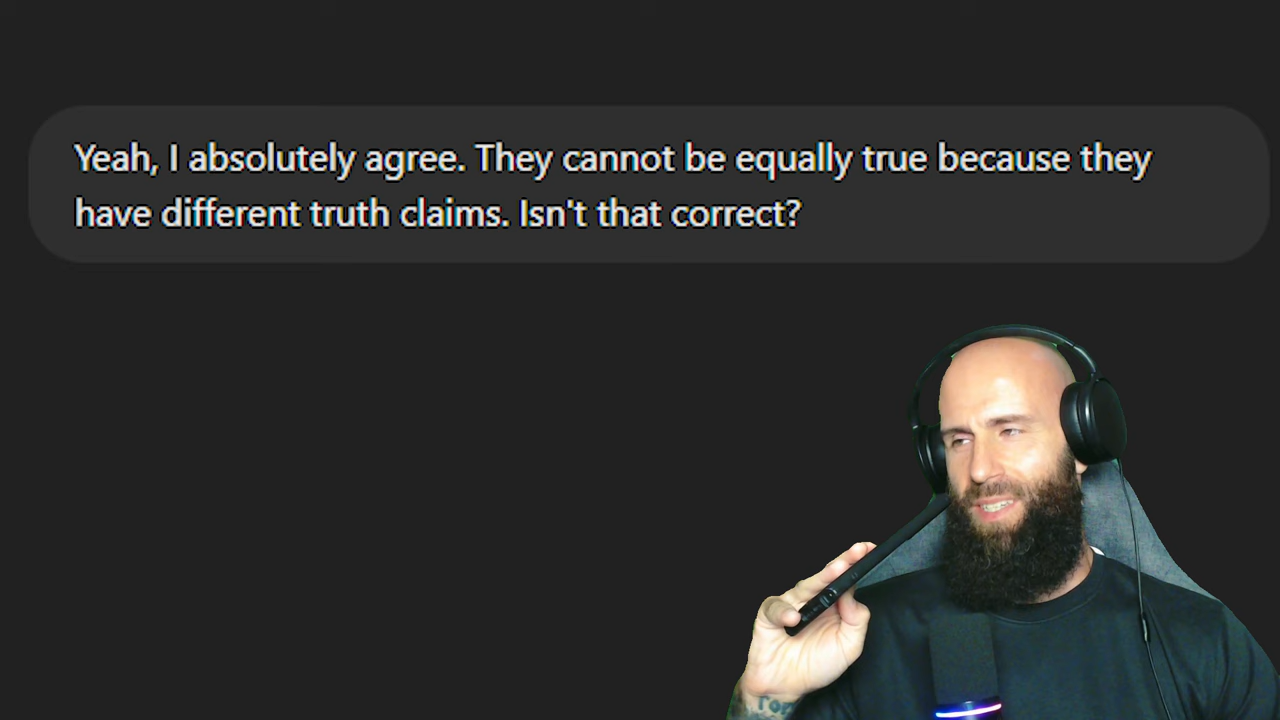 Yeah, I absolutely agree. They cannot be equally true because they
have different truth claims. Isn't that correct?